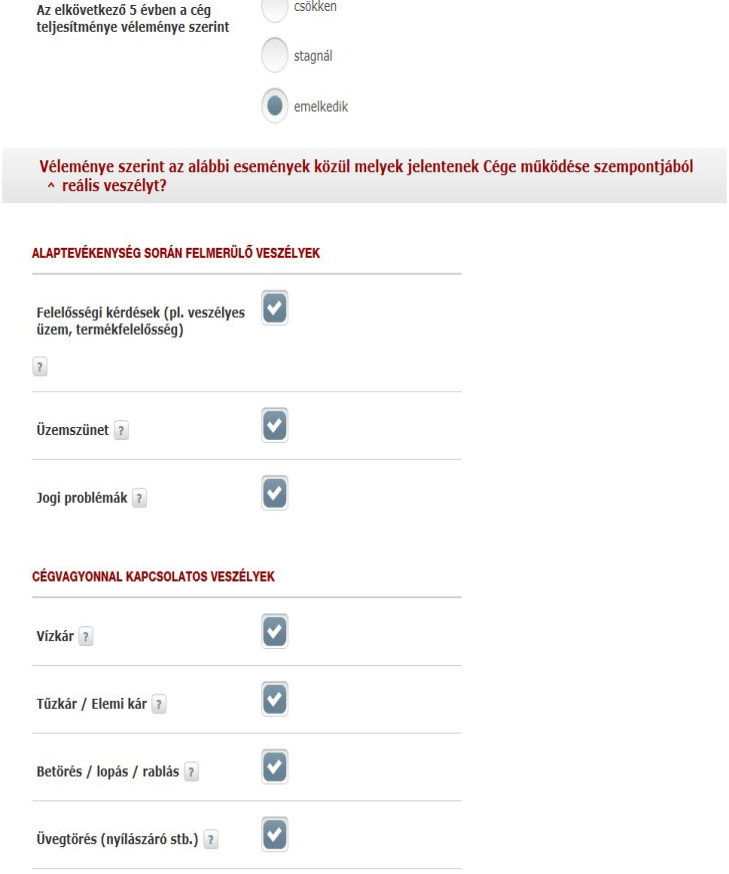 Az elkövetkező 5 évben a cég
teljesítménye véleménye szerint
csökken
stagnál
emelkedik
Véleménye szerint az alábbi események közül melyek jelentenek Cége működése szempontjából
^ reális veszélyt?
ALAPTEVÉKENYSÉG SORÁN FELMERÜLŐ VESZÉLYEK
Felelősségi kérdések (pl. veszélyes
üzem, termékfelelősség)
?
Üzemszünet ?
Jogi problémák ?
CÉGVAGYONNAL KAPCSOLATOS VESZÉLYEK
Vízkár ?
Tűzkár / Elemi kár ?
Betörés / lopás / rablás ?
Üvegtörés (nyílászáró stb.) ?